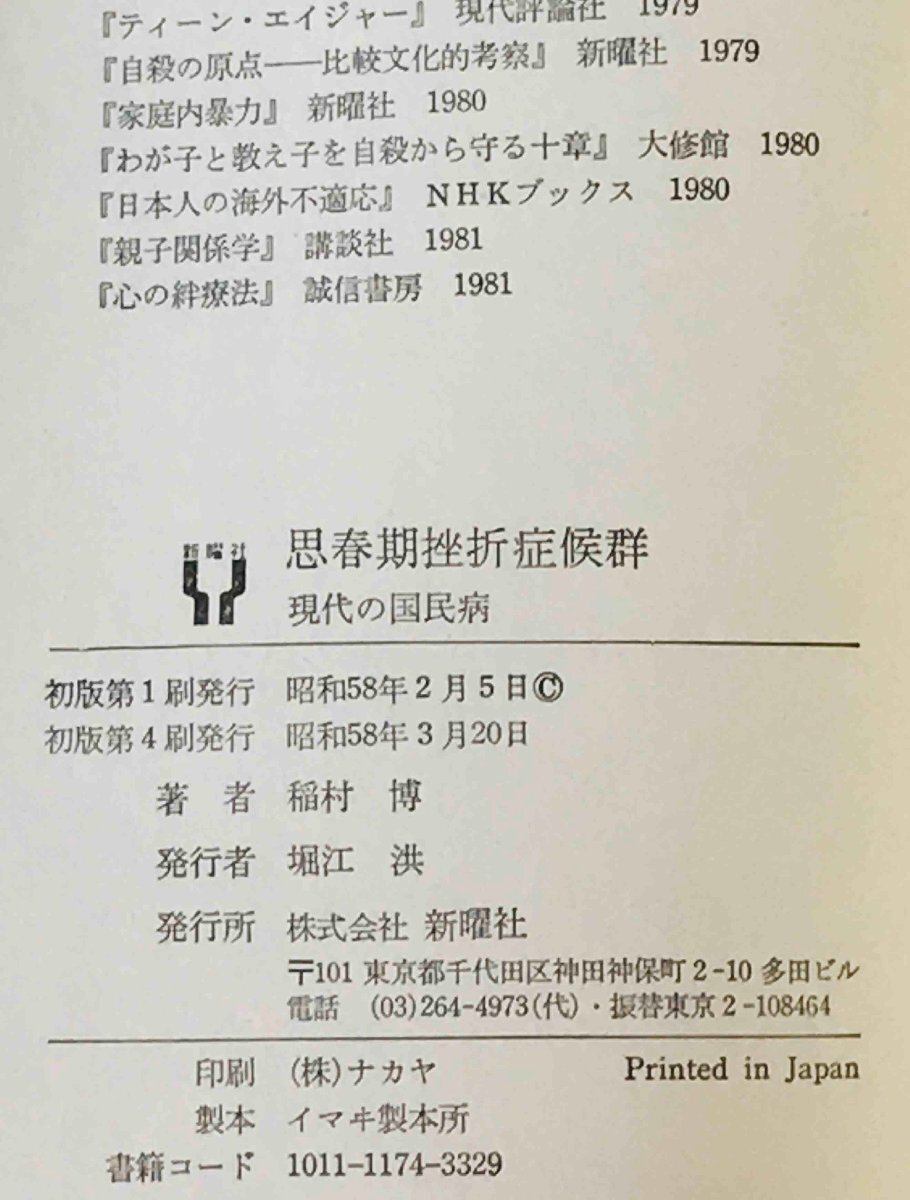 『ティーン・エイジャー』 現代評論社 1979
『自殺の原点――比較文化的考察』 新曜社 1979
『家庭内暴力』 新曜社 1980
『わが子と教え子を自殺から守る十章』 大修館 1980
『日本人の海外不適応』 NHKブックス 1980
『親子関係学』 講談社 1981
『心の絆療法』 誠信書房 1981
新曜社
思春期挫折症候群
現代の国民病
初版第1刷発行 昭和58年2月5日©
初版第4刷発行 昭和58年3月20日
著 者 稲村 博
発行者 堀江 洪
発行所 株式会社 新曜社
〒101 東京都千代田区神田神保町2-10 多田ビル
電話 (03)264-4973(代)・振替東京2-108464
印刷 (株)ナカヤ Printed in Japan
製本 イマヰ製本所
書籍コード 1011-1174-3329